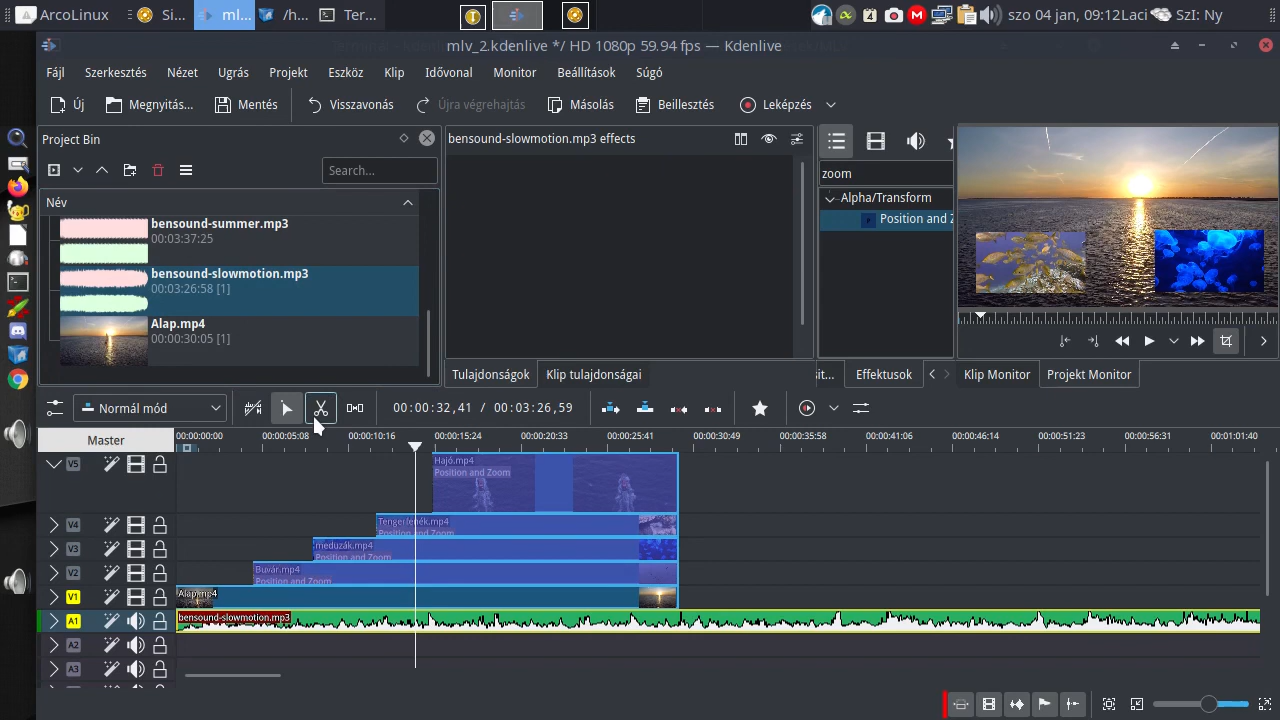 ArcoLinux
Si...
ml...
/h...
Ter...
szo 04 jan, 09:12
Laci
SzI: Ny
mlv_2.kdenlive */ HD 1080p 59.94 fps — Kdenlive
Fájl
Szerkesztés
Nézet
Ugrás
Projekt
Eszköz
Klip
Idővonal
Monitor
Beállítások
Súgó
Új
Megnyitás...
Mentés
Visszavonás
Újra végrehajtás
Másolás
Beillesztés
Leképzés
Project Bin
Search...
Név
bensound-summer.mp3
00:03:37:25
bensound-slowmotion.mp3
00:03:26:58 [1]
Alap.mp4
00:00:30:05 [1]
bensound-slowmotion.mp3 effects
Tulajdonságok
Klip tulajdonságai
zoom
Alpha/Transform
Position and Z
it...
Effektusok
Klip Monitor
Projekt Monitor
Normál mód
00:00:32,41 / 00:03:26,59
Master
00:00:00:00
00:00:05:08
00:00:10:16
00:00:15:24
00:00:20:33
00:00:25:41
00:00:30:49
00:00:35:58
00:00:41:06
00:00:46:14
00:00:51:23
00:00:56:31
00:01:01:40
V5
Hajó.mp4
Position and Zoom
V4
Tengerfenék.mp4
Position and Zoom
V3
medúzák.mp4
Position and Zoom
V2
Búvár.mp4
Position and Zoom
V1
Alap.mp4
A1
bensound-slowmotion.mp3
A2
A3